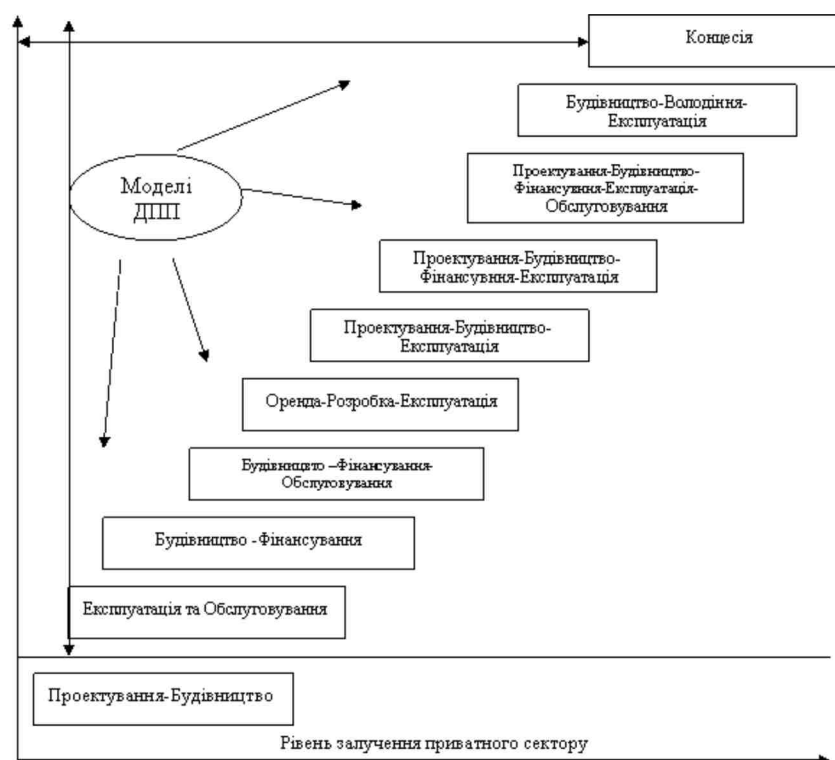 Концесія
Будівництво-Володіння-
Експлуатація
Моделі
ДПП
Проектування-Будівництво-
Фінансувння-Експлуатація-
Обслуговування
Проектування-Будівництво-
Фінансувння-Експлуатація
Проектування-Будівництво-
Експлуатація
Оренда-Розробка-Експлуатація
Будівництво –Фінансування-
Обслуговування
Будівництво -Фінансування
Експлуатація та Обслуговування
Проектування-Будівництво
Рівень залучення приватного сектору